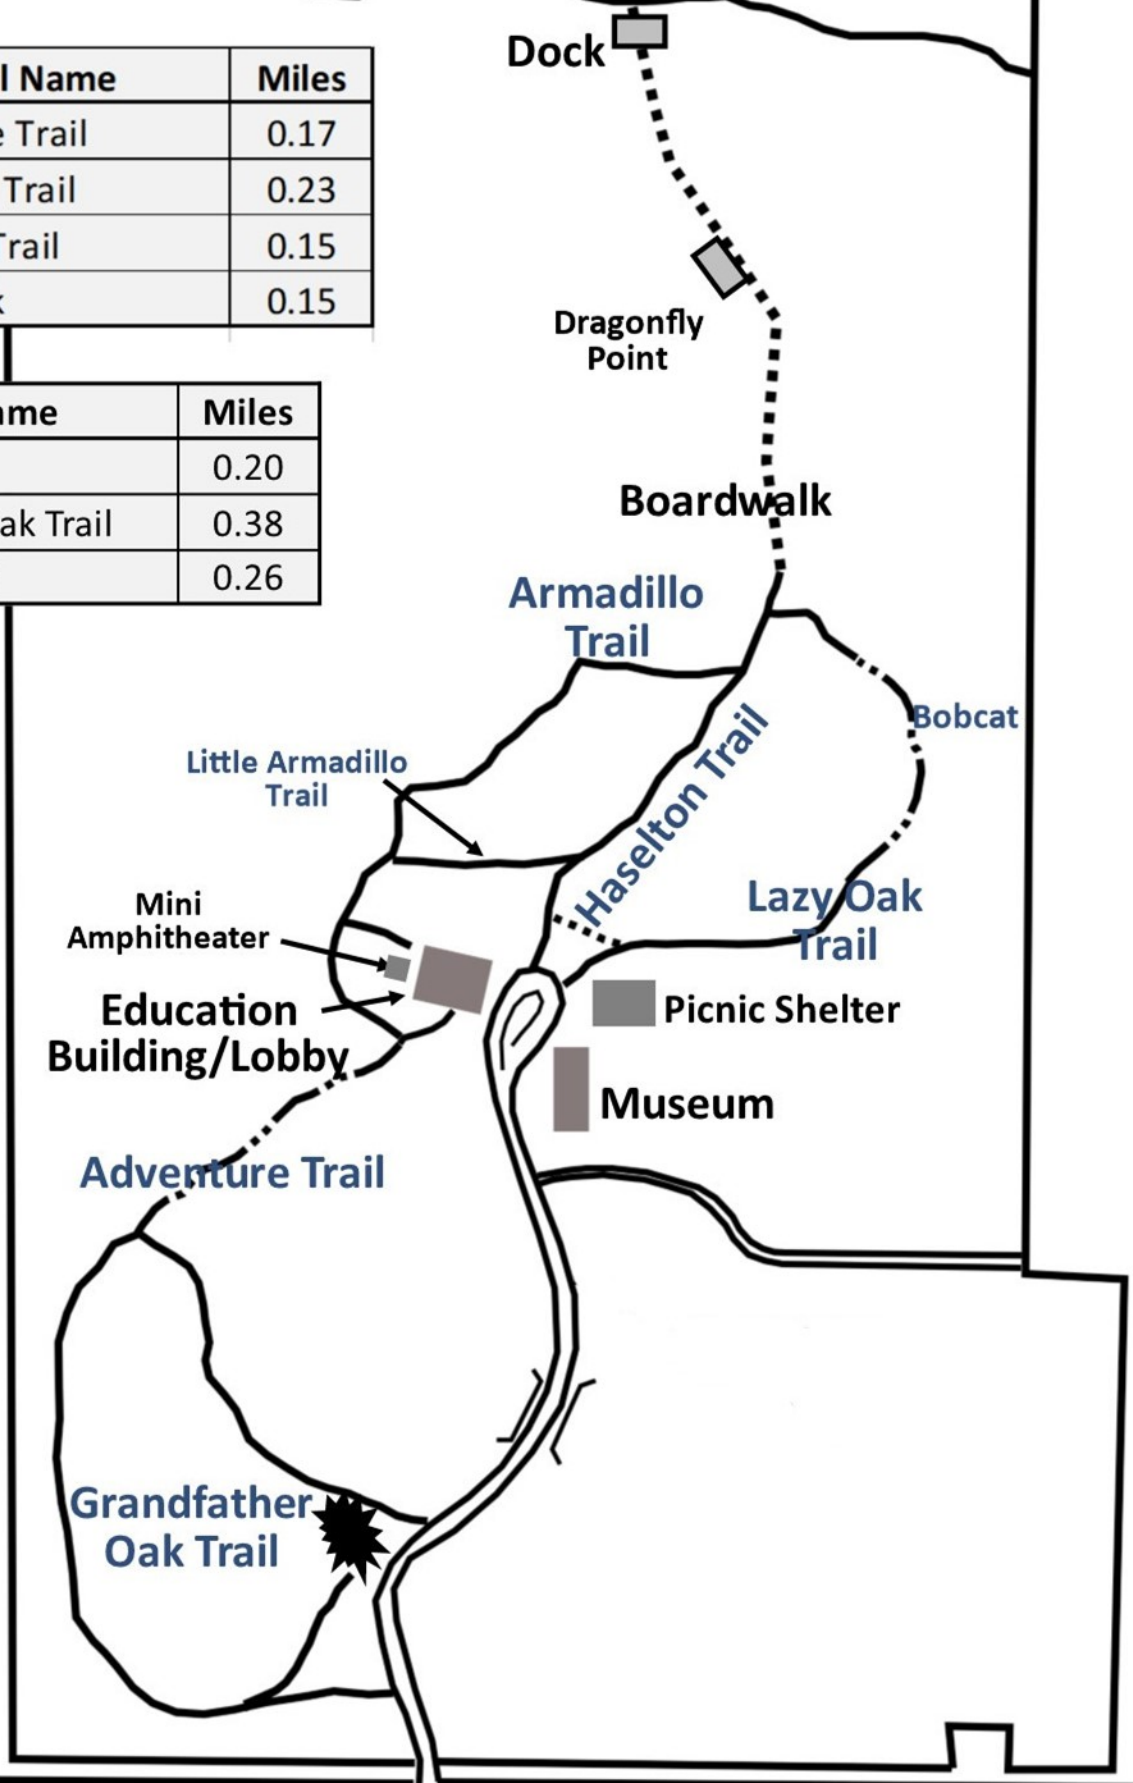 Dock
l Name Miles
e Trail 0.17
Trail 0.23
Trail 0.15
k 0.15
Dragonfly
Point
ame Miles
0.20
ak Trail 0.38
0.26
Boardwalk
Armadillo
Trail
Bobcat
Little Armadillo
Trail
Haselton Trail
Lazy Oak
Trail
Mini
Amphitheater
Education
Building/Lobby
Picnic Shelter
Museum
Adventure Trail
Grandfather
Oak Trail